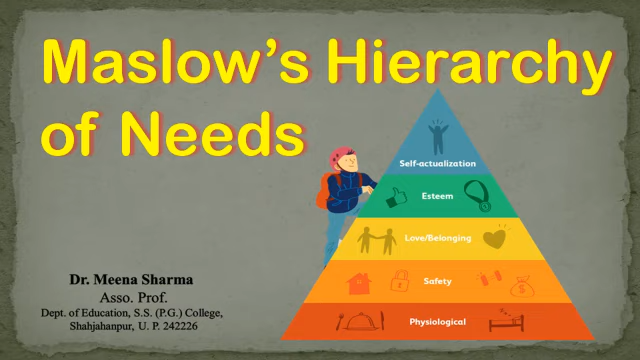 Maslow's Hierarchy
of Needs
Self-actualization
Esteem
Love/Belonging
Safety
Physiological
Dr. Meena Sharma
Asso. Prof.
Dept. of Education, S.S. (P.G.) College,
Shahjahanpur, U. P. 242226